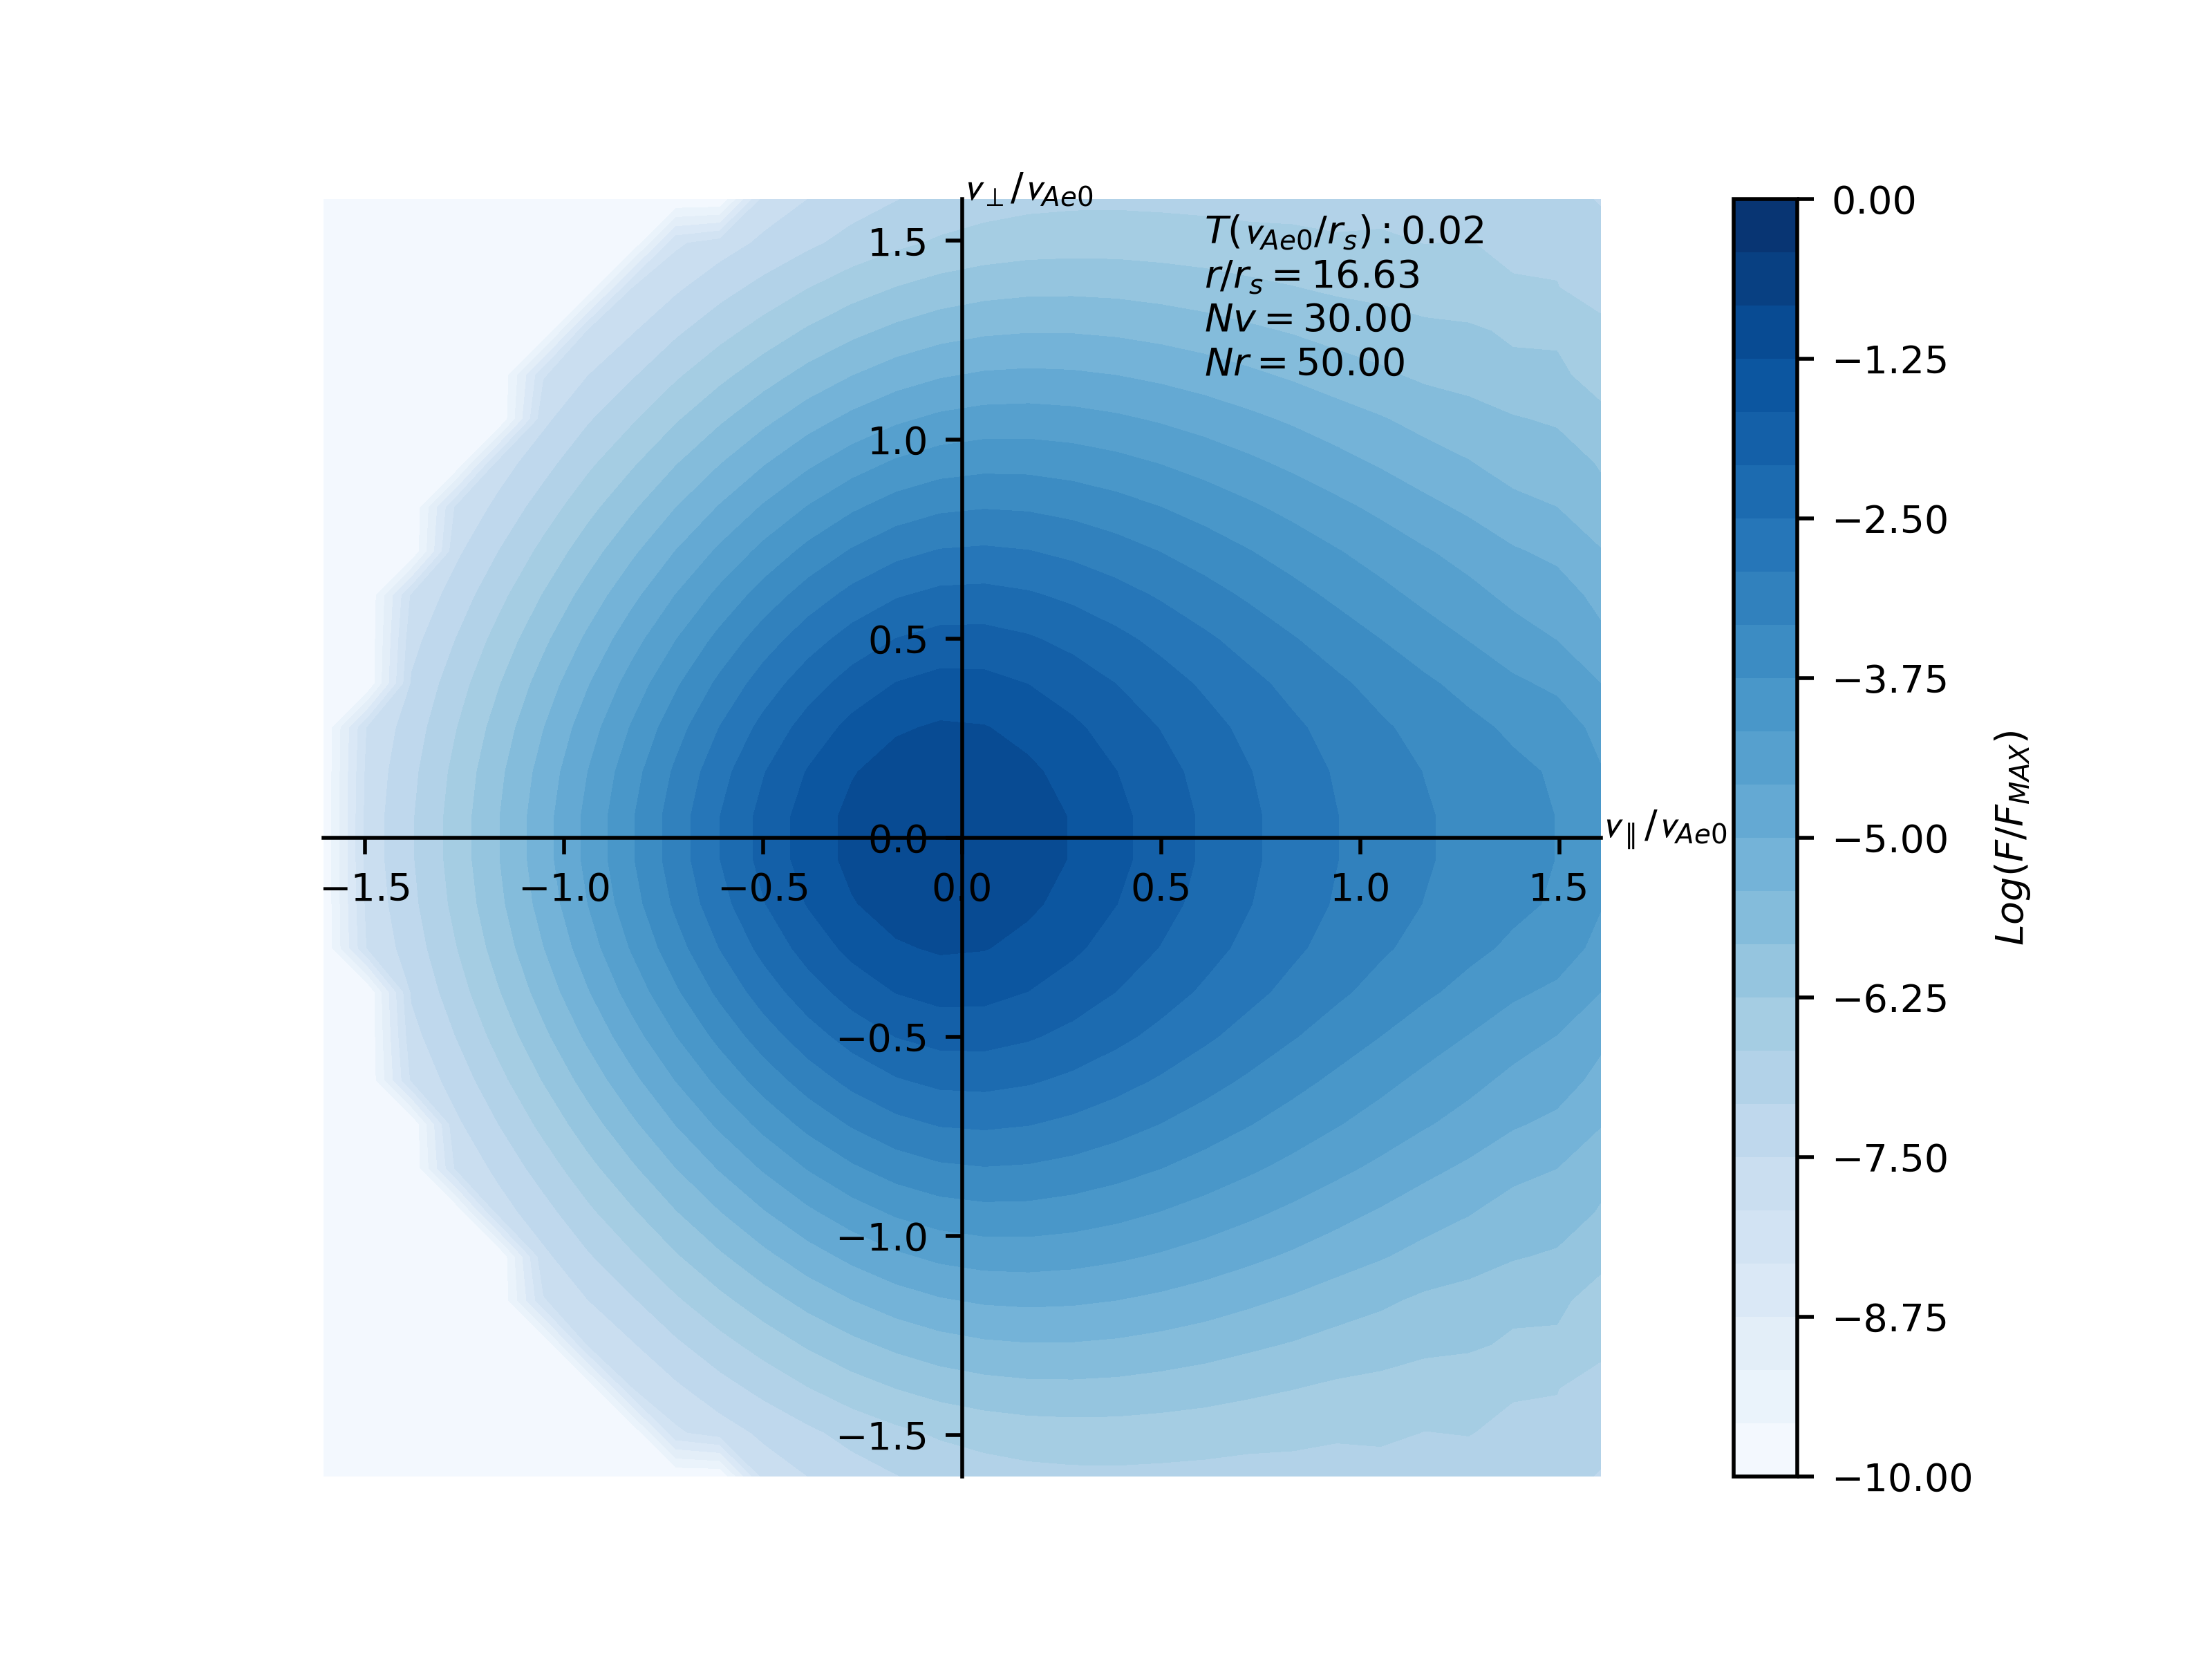 v⊥/vAe0
T(vAe0/rs):0.02
r/rs=16.63
Nv=30.00
Nr=50.00
1.5
1.0
0.5
0.0
−0.5
−1.0
−1.5
−1.5 −1.0 −0.5 0.0 0.5 1.0 1.5
v∥/vAe0
0.00
−1.25
−2.50
−3.75
−5.00
−6.25
−7.50
−8.75
−10.00
Log(F/FMAX)